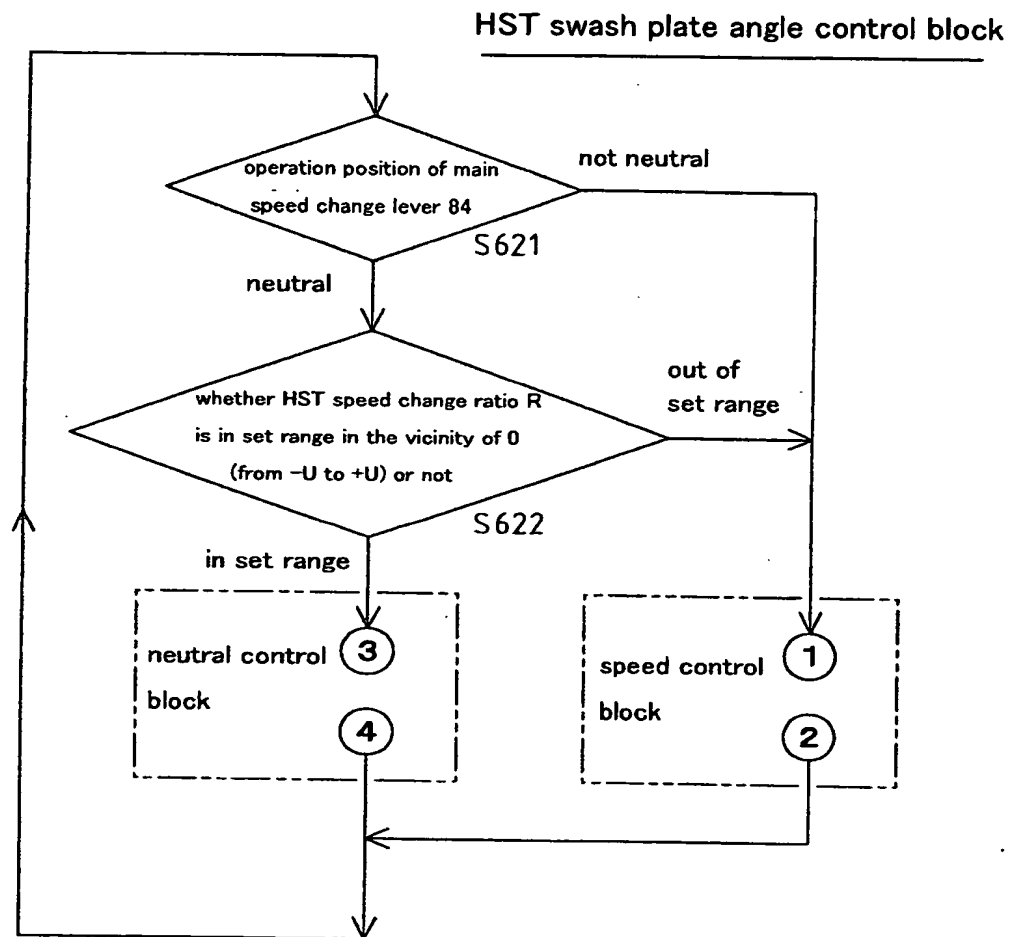 HST swash plate angle control block
operation position of main
speed change lever 84
not neutral
S621
neutral
whether HST speed change ratio R
is in set range in the vicinity of 0
(from -U to +U) or not
out of
set range
S622
in set range
neutral control
block
3
4
speed control
block
1
2